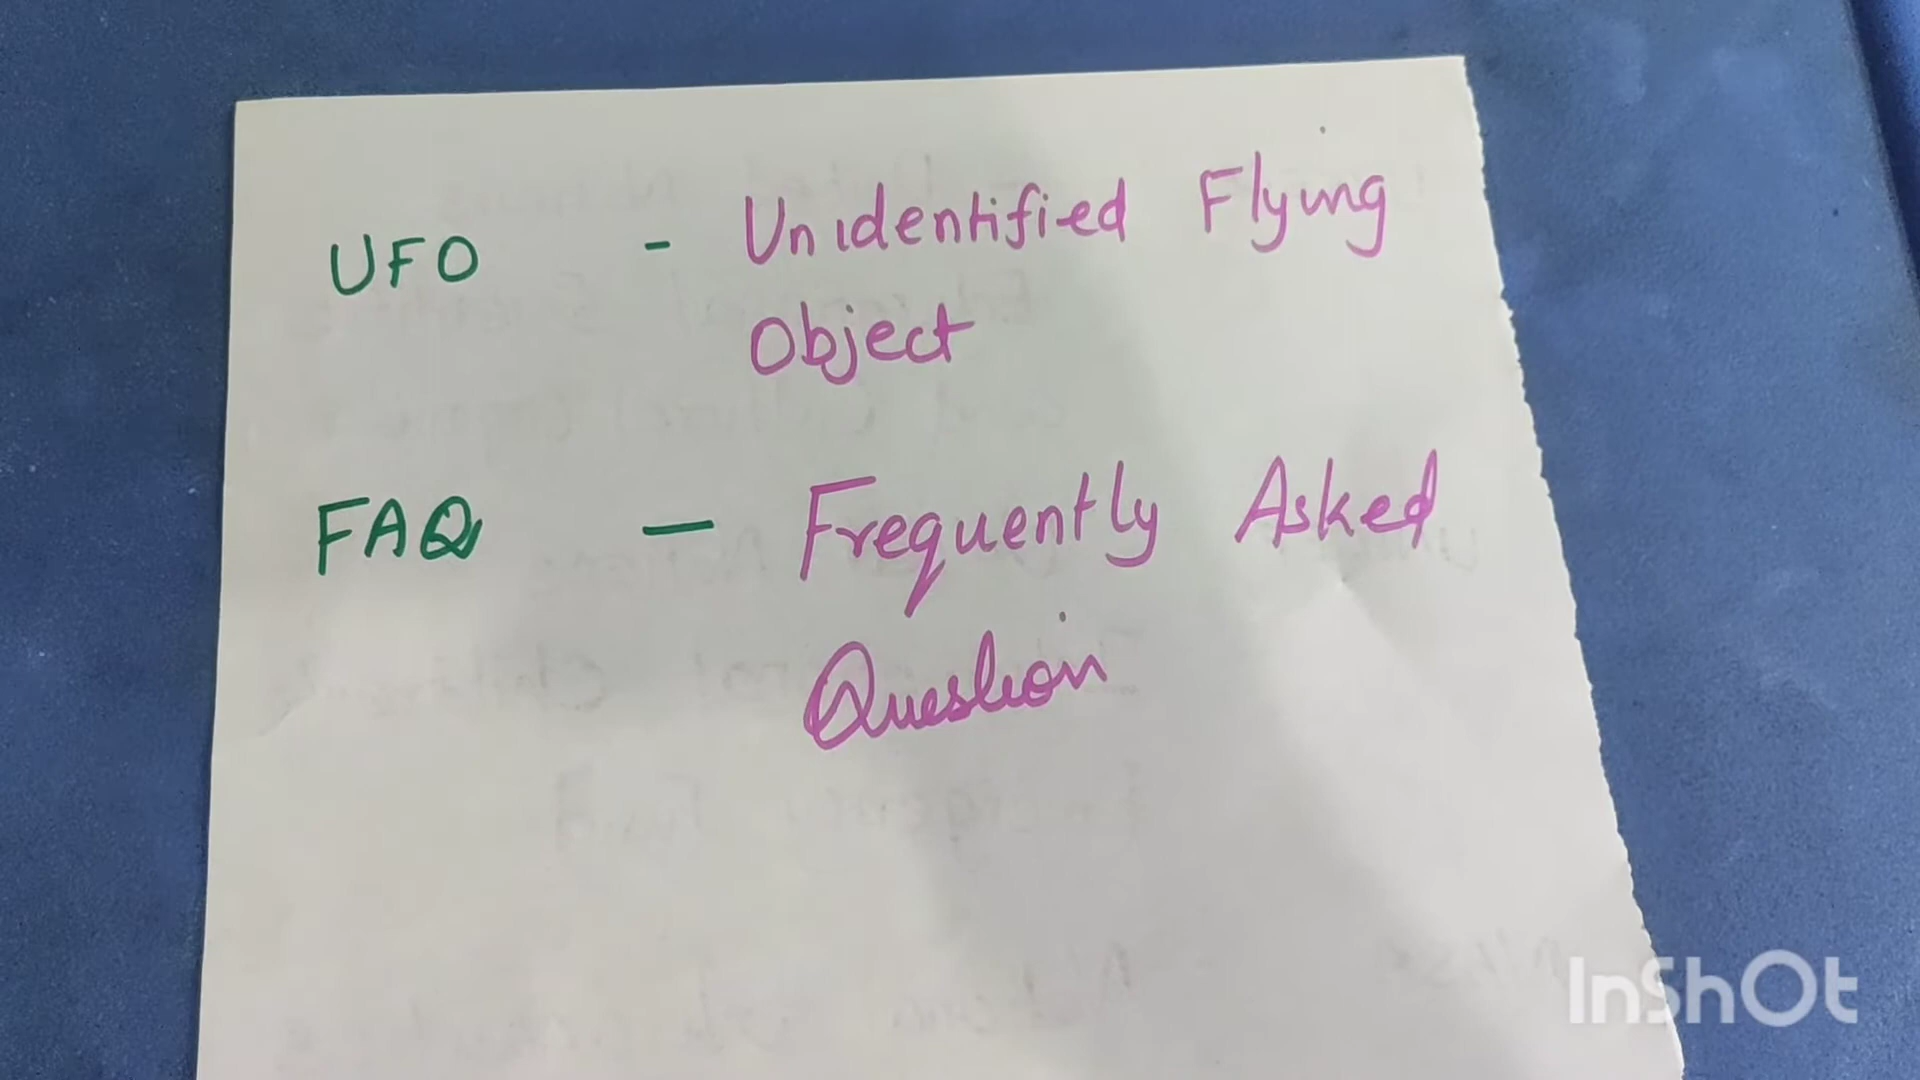 UFO - Unidentified Flying
Object
FAQ - Frequently Asked
Question
InShOt